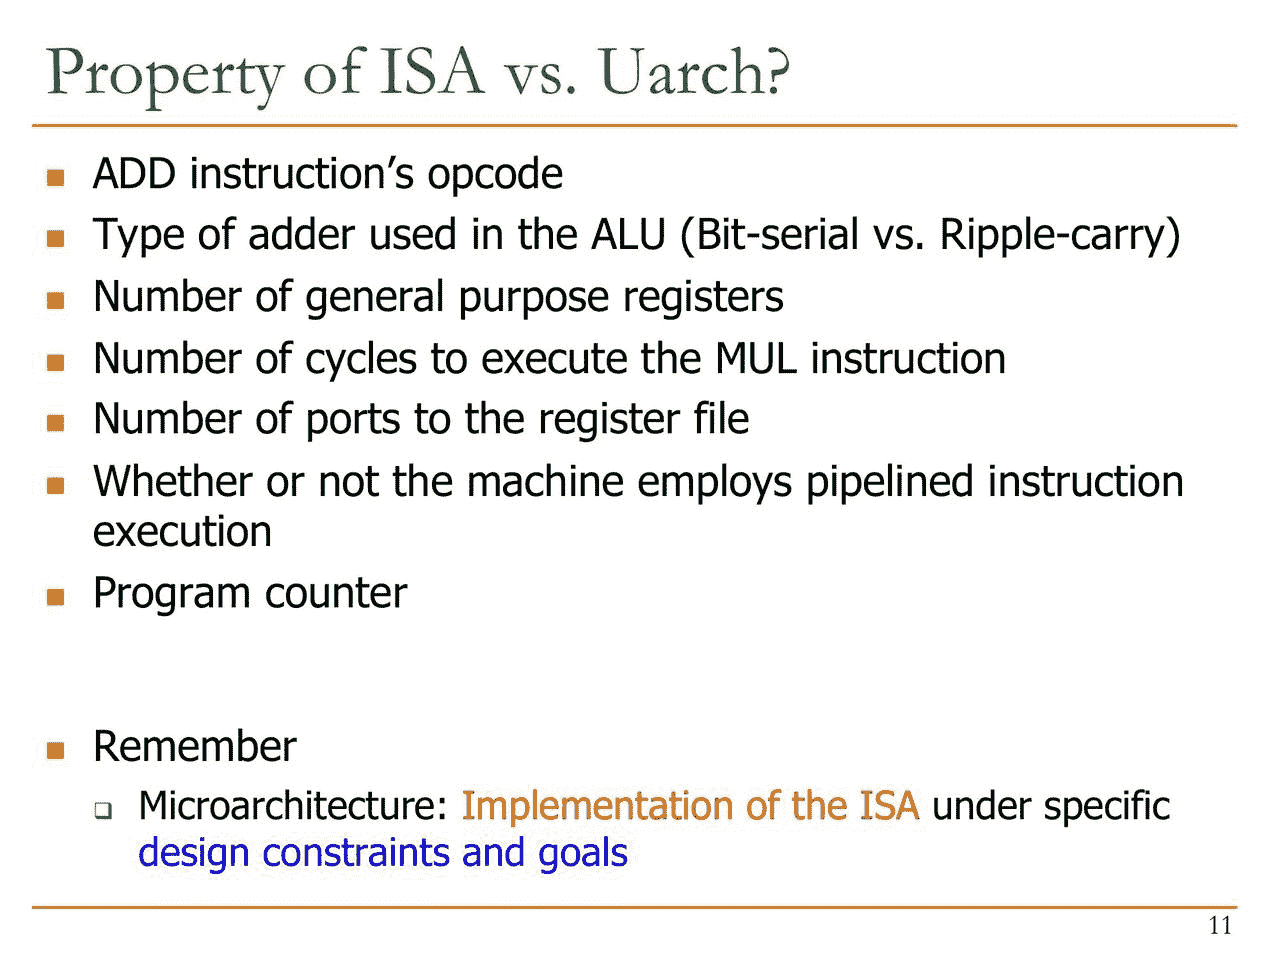 Property of ISA vs. Uarch?
ADD instruction’s opcode
Type of adder used in the ALU (Bit-serial vs. Ripple-carry)
Number of general purpose registers
Number of cycles to execute the MUL instruction
Number of ports to the register file
Whether or not the machine employs pipelined instruction
execution
Program counter
Remember
Microarchitecture: Implementation of the ISA under specific
design constraints and goals
11